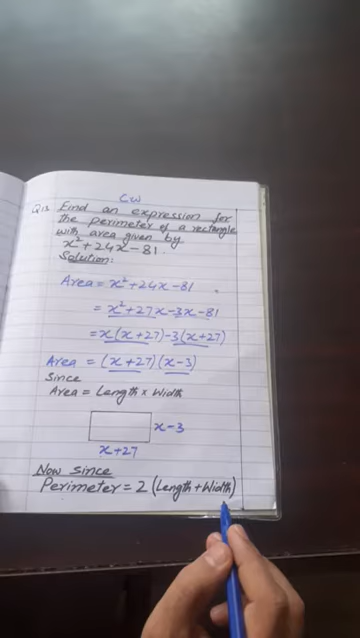 CW
Q13 Find an expression for
the perimeter of a rectangle
with area given by
x² + 24x - 81.
Solution:
Area = x² + 24x - 81
= x² + 27x - 3x - 81
= x(x+27) - 3(x+27)
Area = (x+27)(x-3)
Since
Area = Length × Width
x-3
x+27
Now since
Perimeter = 2 (Length + Width)